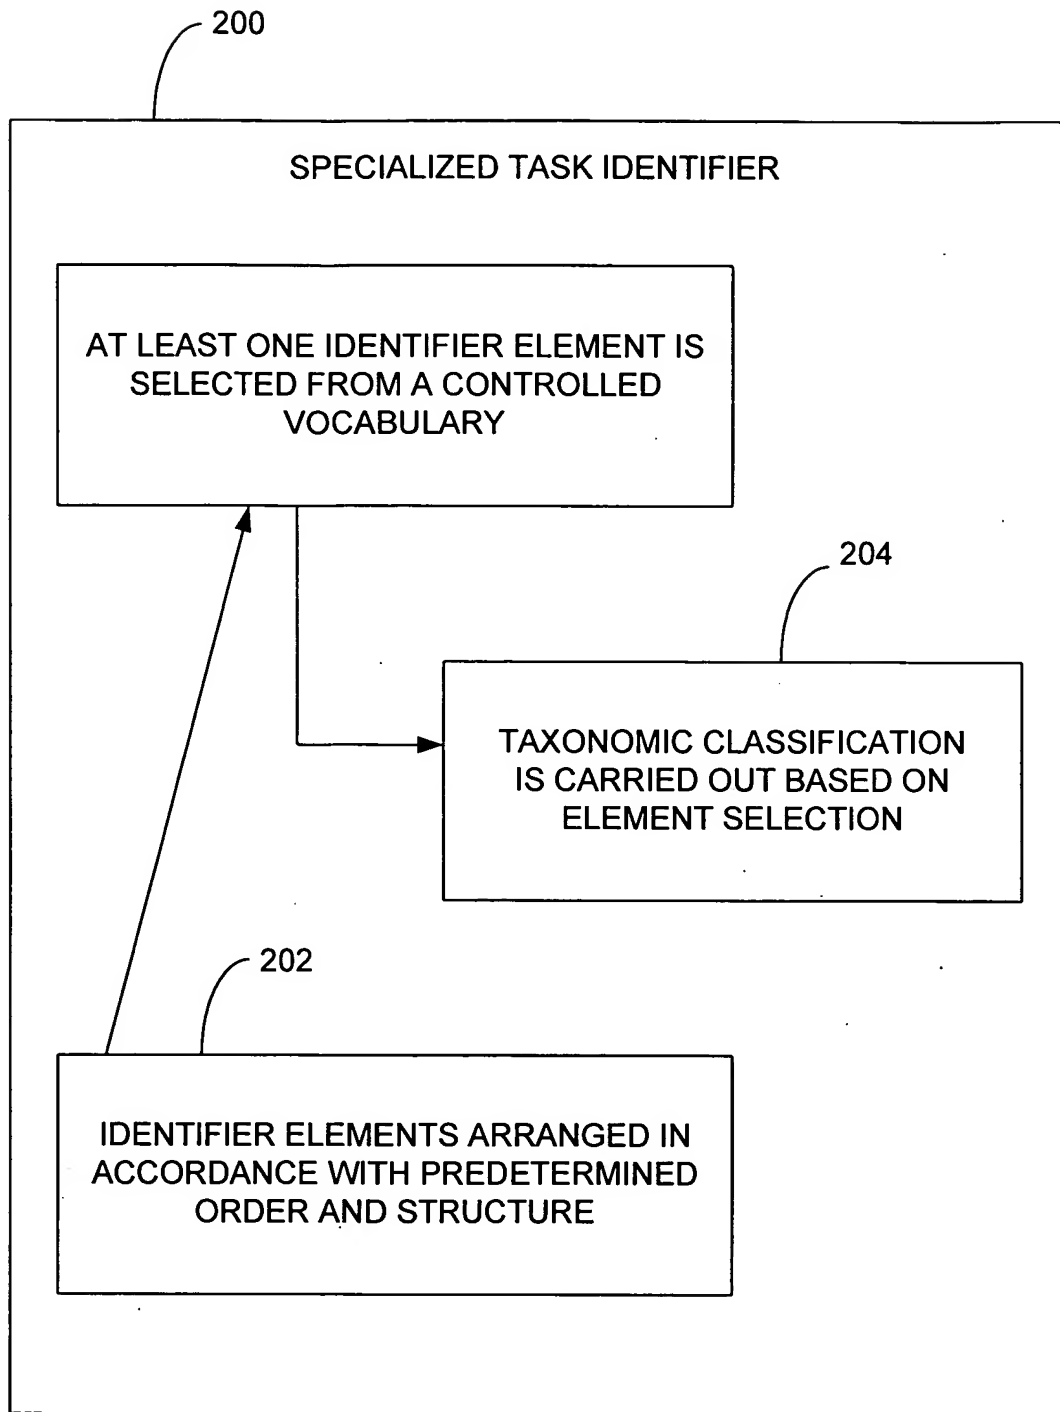 200
SPECIALIZED TASK IDENTIFIER
AT LEAST ONE IDENTIFIER ELEMENT IS
SELECTED FROM A CONTROLLED
VOCABULARY
204
TAXONOMIC CLASSIFICATION
IS CARRIED OUT BASED ON
ELEMENT SELECTION
202
IDENTIFIER ELEMENTS ARRANGED IN
ACCORDANCE WITH PREDETERMINED
ORDER AND STRUCTURE